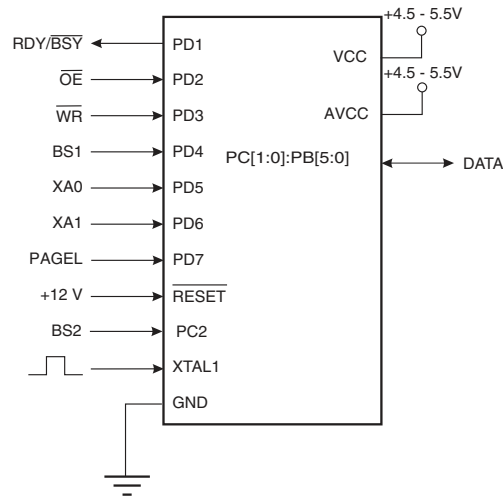 +4.5 - 5.5V
RDY/BSY PD1
VCC
+4.5 - 5.5V
OE PD2
WR PD3 AVCC
BS1 PD4
PC[1:0]:PB[5:0] DATA
XA0 PD5
XA1 PD6
PAGEL PD7
+12 V RESET
BS2 PC2
XTAL1
GND